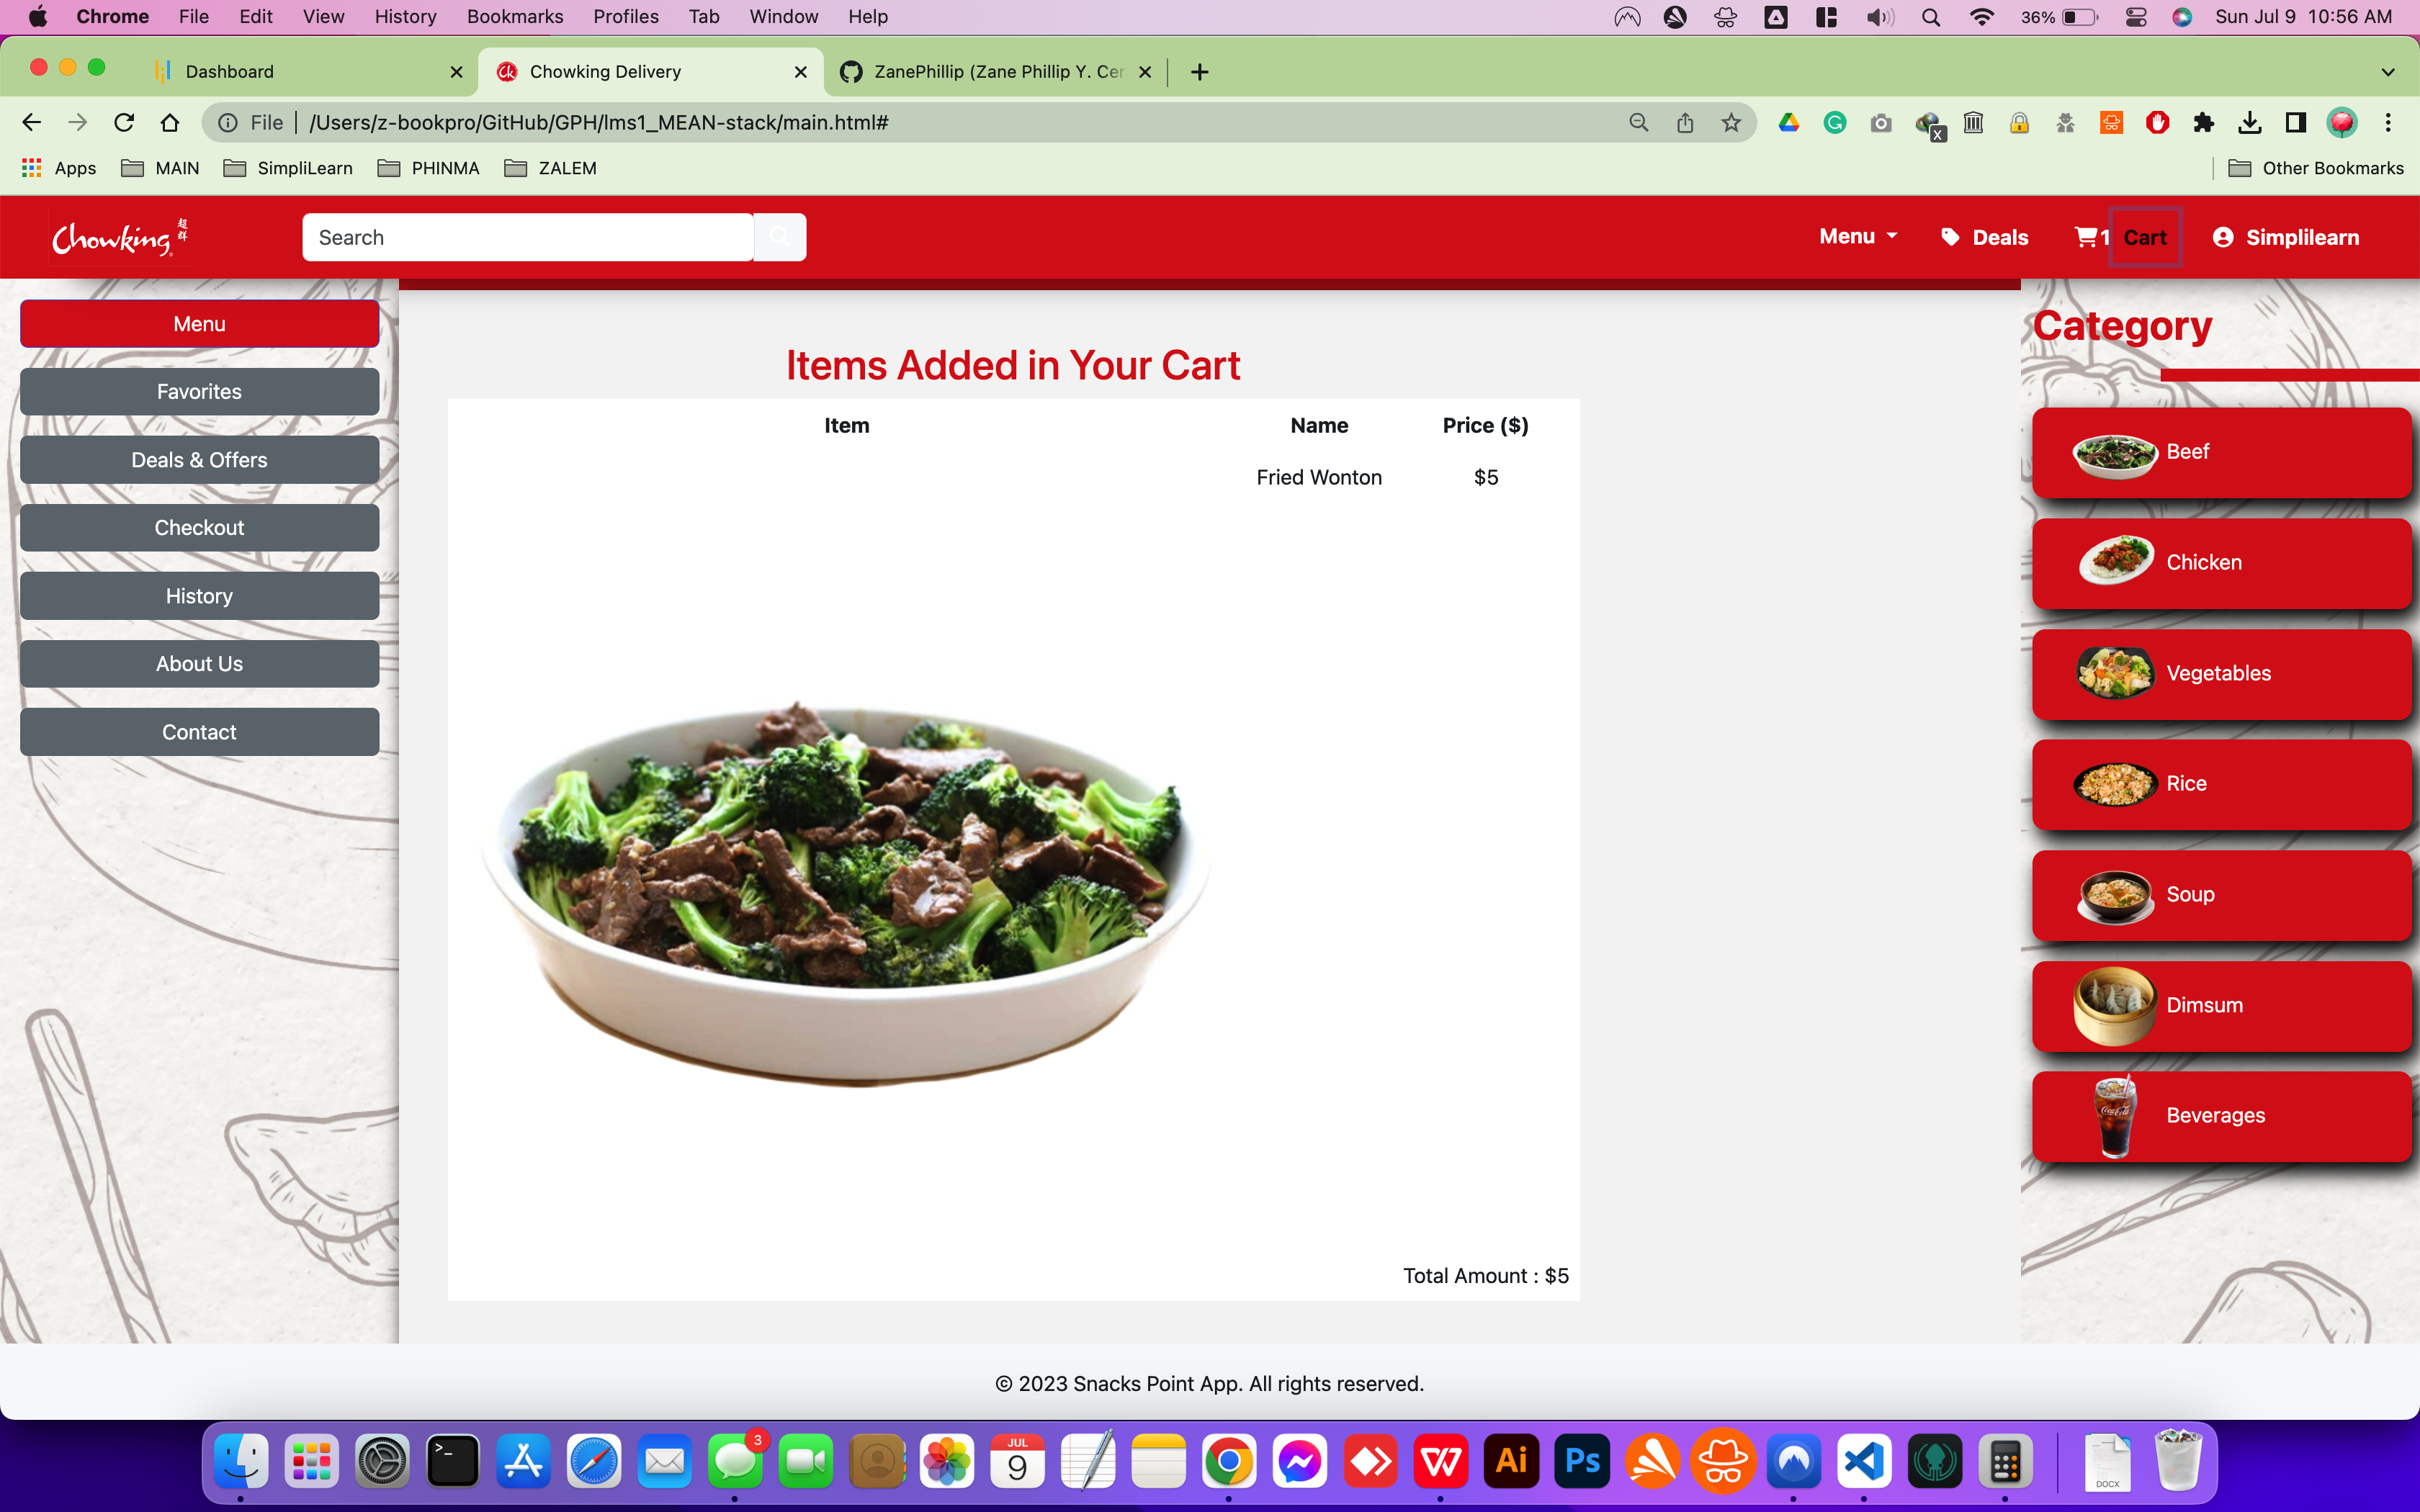 Chrome File Edit View History Bookmarks Profiles Tab Window Help 36% Sun Jul 9 10:56 AM
Dashboard Chowking Delivery ZanePhillip (Zane Phillip Y. Cer
File /Users/z-bookpro/GitHub/GPH/lms1_MEAN-stack/main.html# X
Apps MAIN SimpliLearn PHINMA ZALEM Other Bookmarks
Chowking 超群 Search Menu Deals 1 Cart Simplilearn
Menu
Favorites
Deals & Offers
Checkout
History
About Us
Contact
Items Added in Your Cart
Item Name Price ($)
Fried Wonton $5
Total Amount : $5
Category
Beef
Chicken
Vegetables
Rice
Soup
Dimsum
Coca-Cola
Beverages
© 2023 Snacks Point App. All rights reserved.
3
JUL
9
Ai
Ps
DOCX